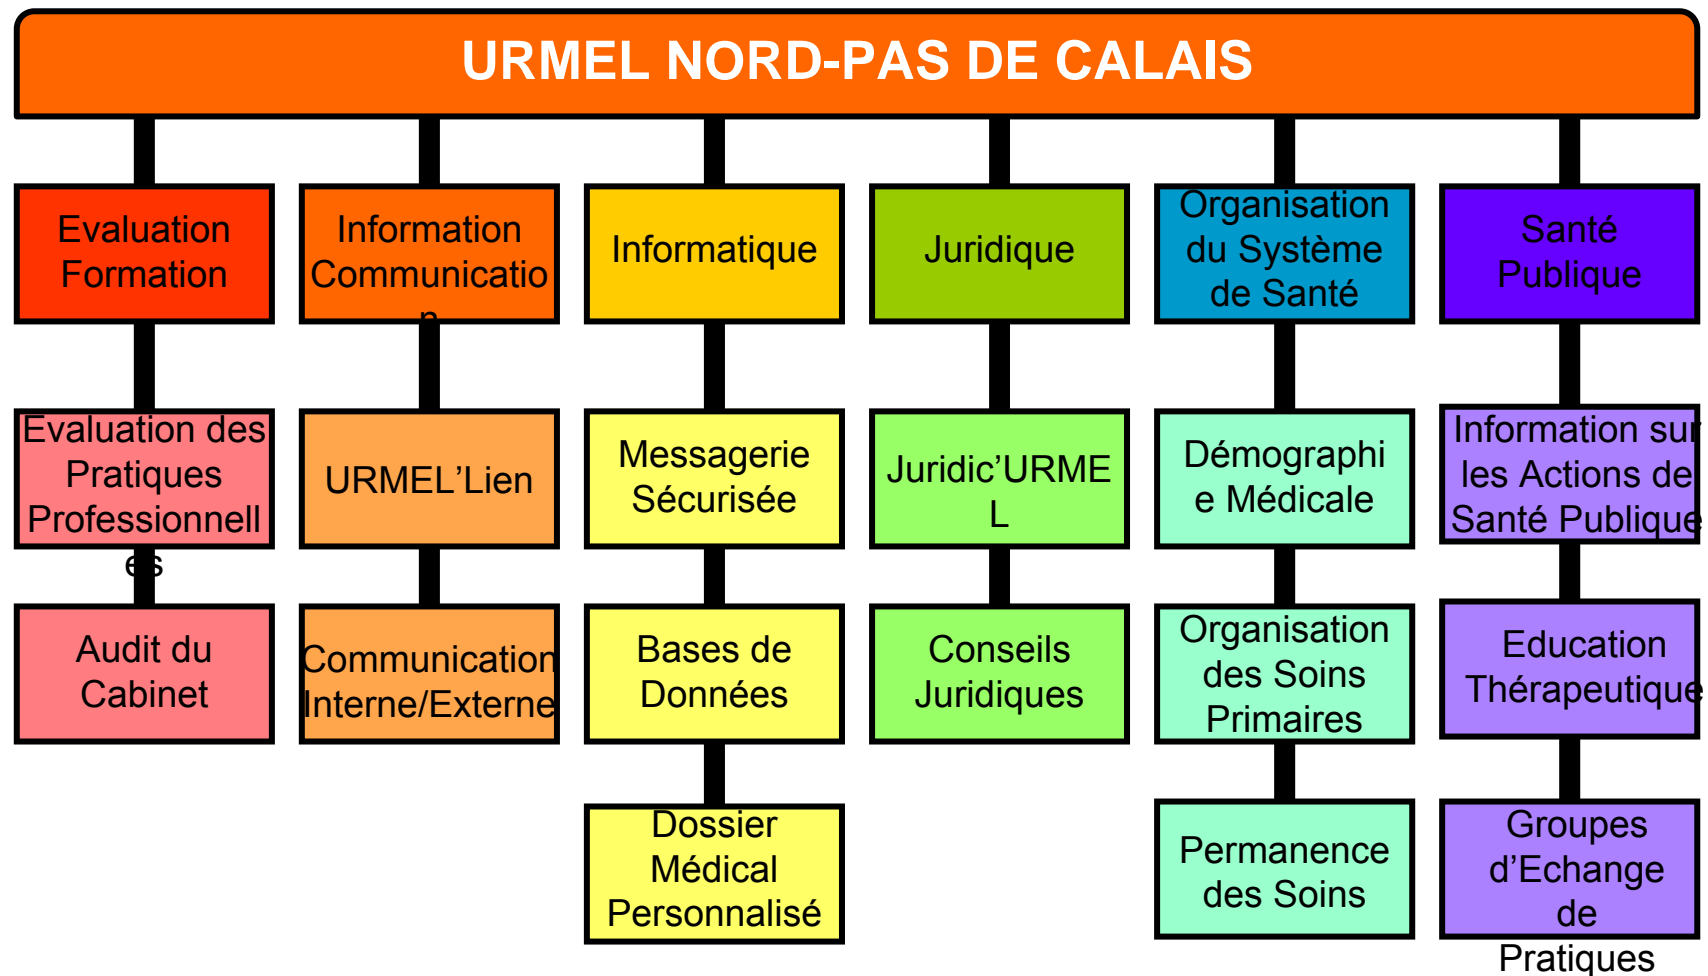 URMEL NORD-PAS DE CALAIS
Evaluation
Formation
Information
Communicatio
n
Informatique
Juridique
Organisation
du Système
de Santé
Santé
Publique
Evaluation des
Pratiques
Professionnell
es
URMEL’Lien
Messagerie
Sécurisée
Juridic’URME
L
Démographi
e Médicale
Information sur
les Actions de
Santé Publique
Audit du
Cabinet
Communication
Interne/Externe
Bases de
Données
Conseils
Juridiques
Organisation
des Soins
Primaires
Education
Thérapeutique
Dossier
Médical
Personnalisé
Permanence
des Soins
Groupes
d’Echange
de
Pratiques